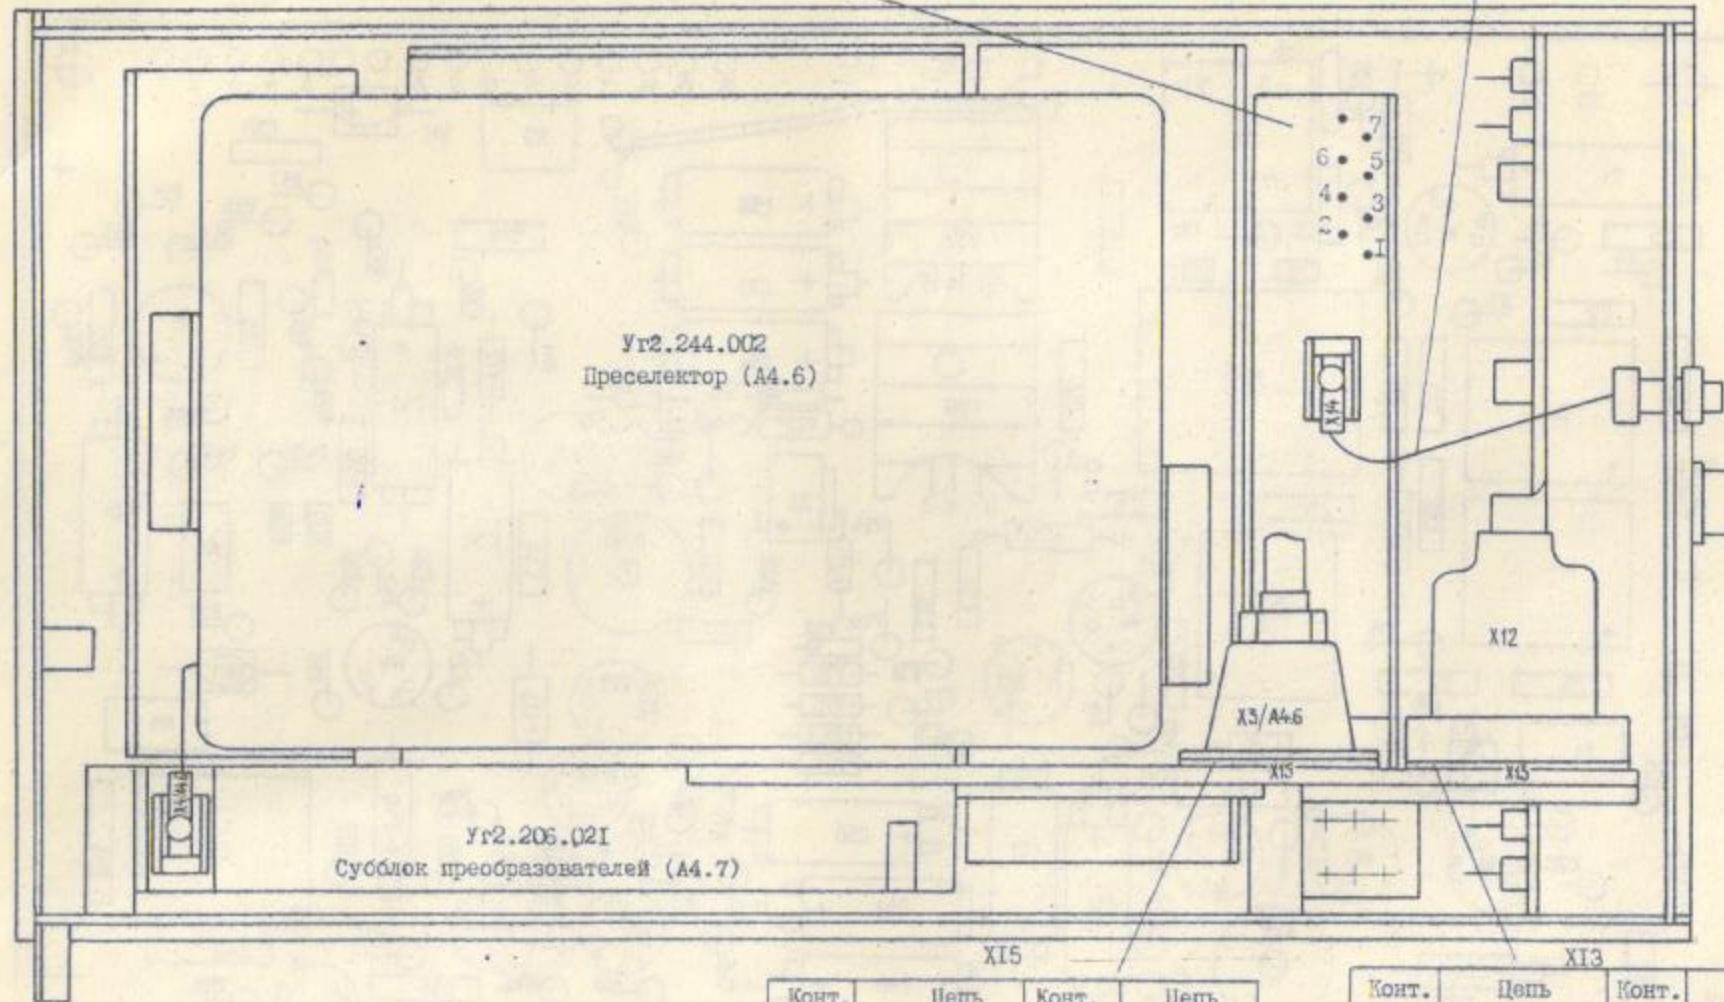 7
6 5
4 3
2
I
Уг2.244.002
Преселектор (А4.6)
X14
X12
X3/А4.6
X15
X13
Уг2.206.02I
Субблок преобразователей (А4.7)
XI5
XI3
Конт. Цепь Конт. Цепь
Конт. Цепь Конт.